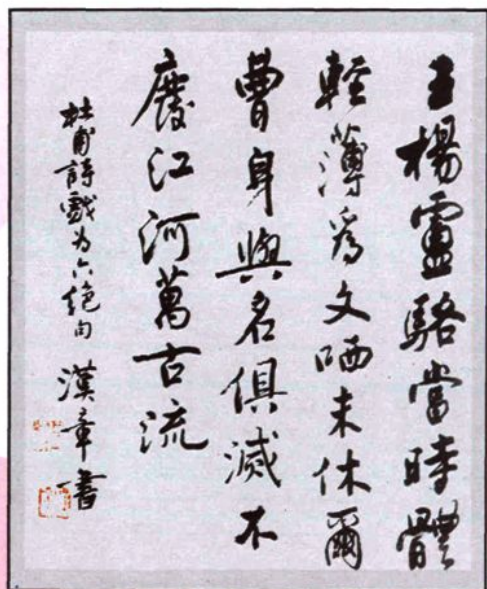 王楊盧駱當時體
輕薄為文哂未休爾
曹身與名俱滅不
廢江河萬古流
杜甫詩戲为六絕句 漢章書